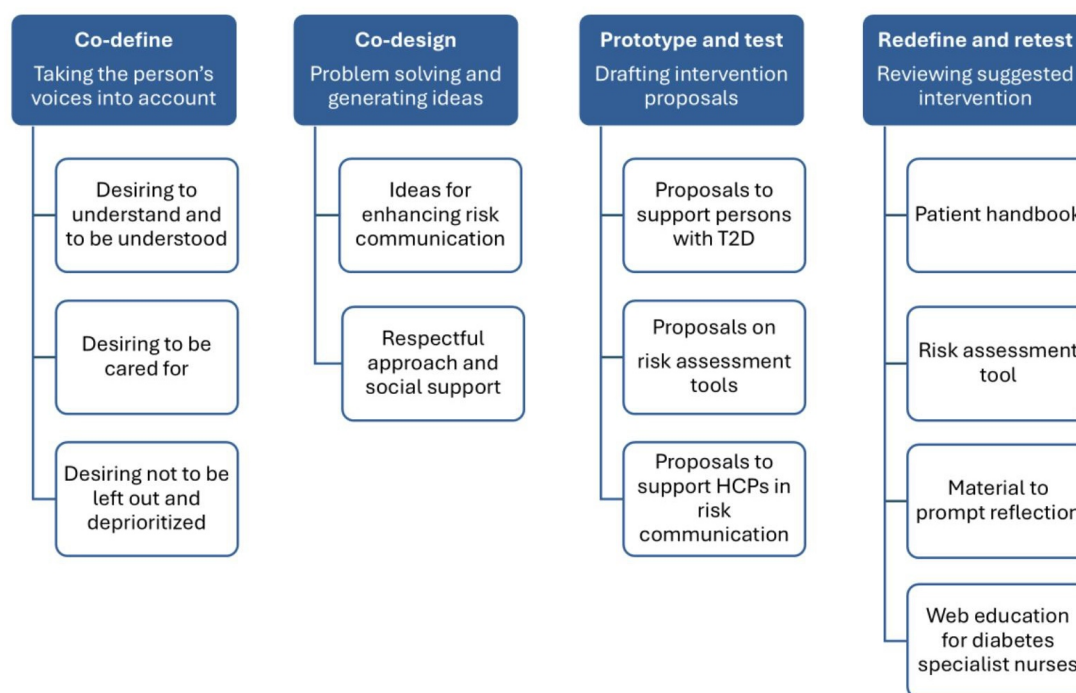 Co-define
Taking the person's
voices into account
Desiring to
understand and
to be understood
Desiring to be
cared for
Desiring not to be
left out and
deprioritized
Co-design
Problem solving and
generating ideas
Ideas for
enhancing risk
communication
Respectful
approach and
social support
Prototype and test
Drafting intervention
proposals
Proposals to
support persons
with T2D
Proposals on
risk assessment
tools
Proposals to
support HCPs in
risk
communication
Redefine and retest
Reviewing suggested
intervention
Patient handbook
Risk assessment
tool
Material to
prompt reflection
Web education
for diabetes
specialist nurses